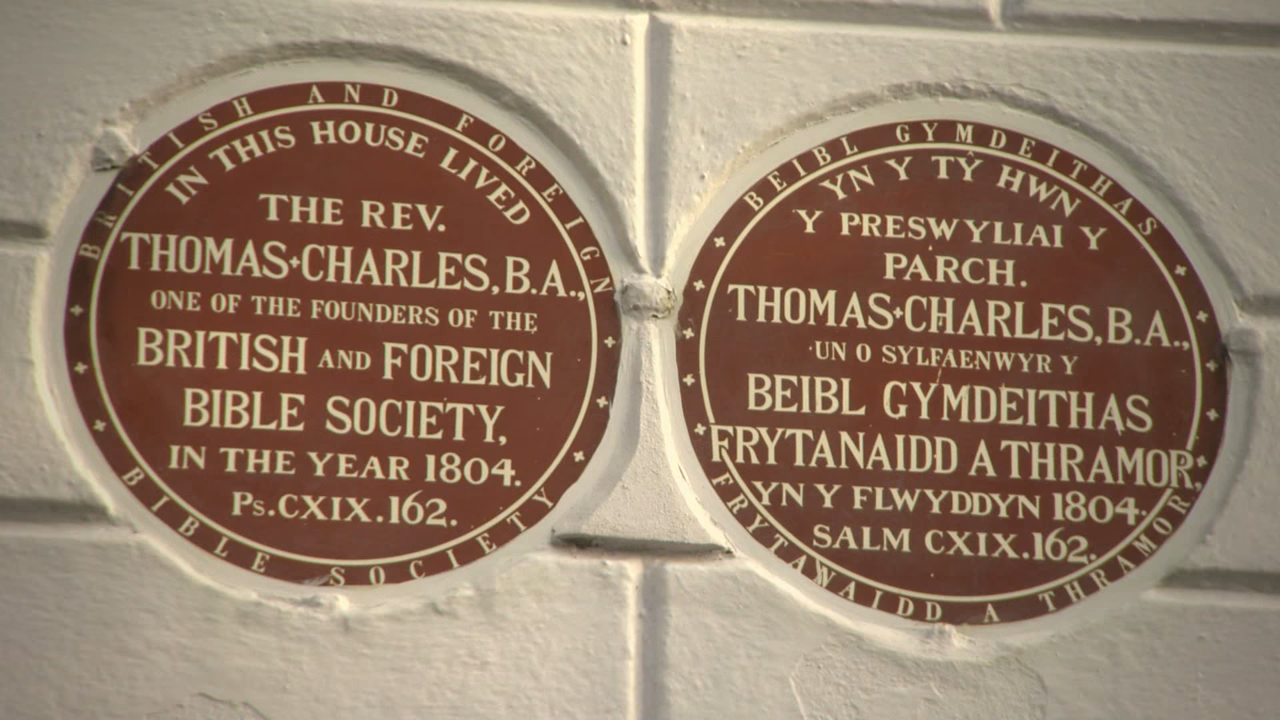 BRITISH AND FOREIGN
IN THIS HOUSE LIVED
THE REV.
THOMAS+CHARLES, B.A.,
ONE OF THE FOUNDERS OF THE
BRITISH AND FOREIGN
BIBLE SOCIETY,
IN THE YEAR 1804.
Ps. CXIX. 162.
BIBLE SOCIETY
BEIBL GYMDEITHAS
YN Y TŶ HWN
Y PRESWYLIAI Y
PARCH.
THOMAS+CHARLES, B.A.,
UN O SYLFAENWYR Y
BEIBL GYMDEITHAS
FRYTANAIDD A THRAMOR,
YN Y FLWYDDYN 1804.
SALM CXIX. 162.
FRYTANAIDD A THRAMOR